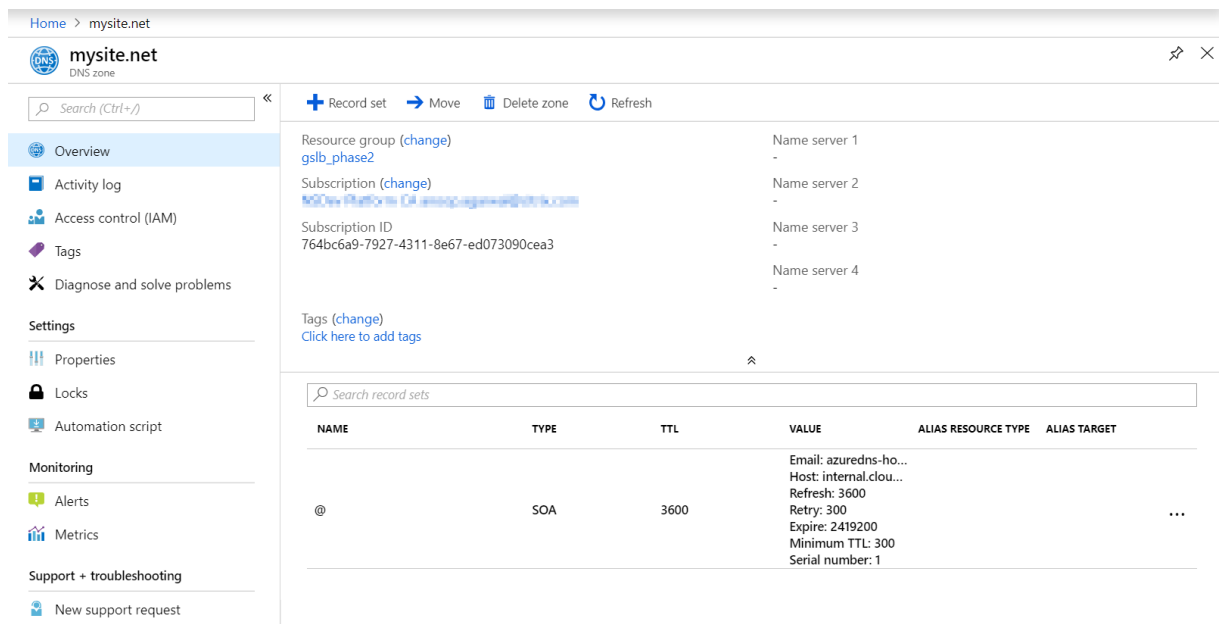 Home > mysite.net
DNS
mysite.net
DNS zone
Search (Ctrl+/)
«
Overview
Activity log
Access control (IAM)
Tags
Diagnose and solve problems
Settings
Properties
Locks
Automation script
Monitoring
Alerts
Metrics
Support + troubleshooting
New support request
Record set Move Delete zone Refresh
Resource group (change)
gslb_phase2
Subscription (change)
Subscription ID
764bc6a9-7927-4311-8e67-ed073090cea3
Tags (change)
Click here to add tags
Name server 1
-
Name server 2
-
Name server 3
-
Name server 4
-
Search record sets
NAME TYPE TTL VALUE ALIAS RESOURCE TYPE ALIAS TARGET
@ SOA 3600
Email: azuredns-ho...
Host: internal.clou...
Refresh: 3600
Retry: 300
Expire: 2419200
Minimum TTL: 300
Serial number: 1
...